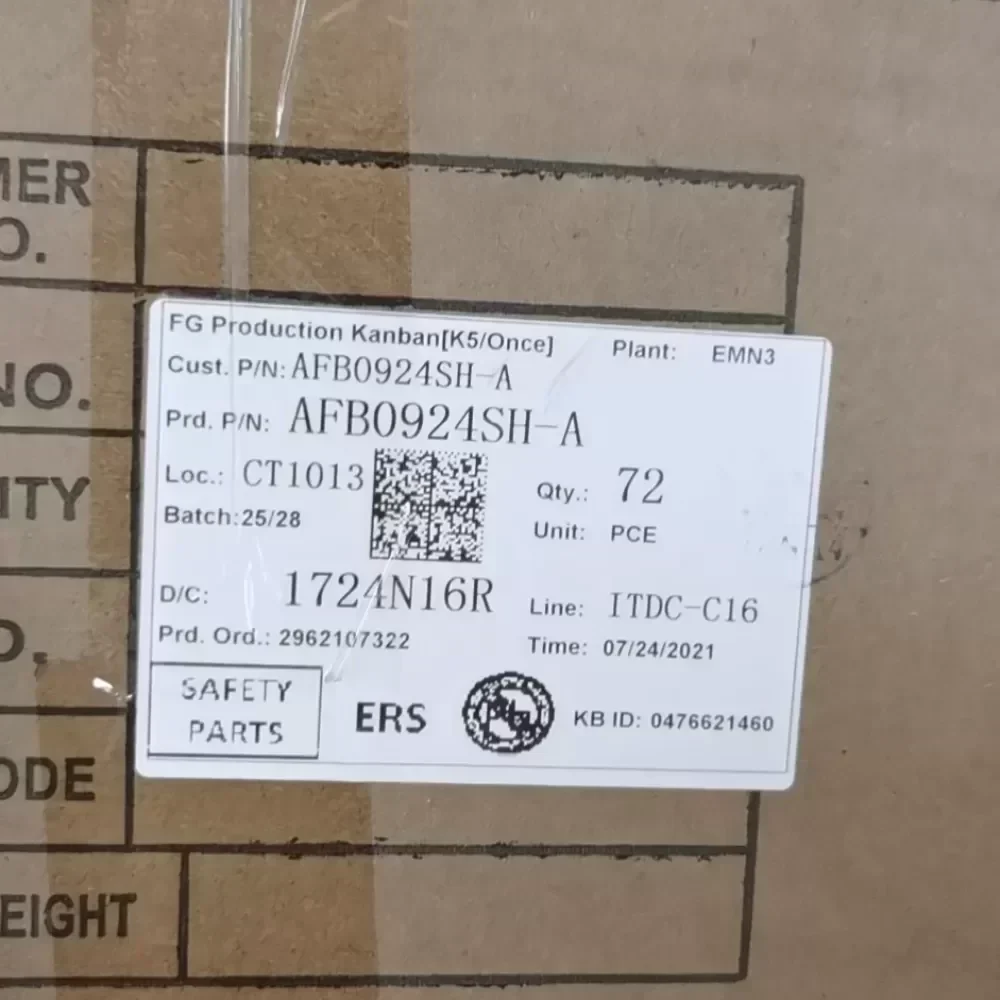 MER
O.
FG Production Kanban[K5/Once] Plant: EMN3
Cust. P/N: AFB0924SH-A
NO.
Prd. P/N: AFB0924SH-A
Loc.: CT1013
Qty.: 72
ITY
Batch:25/28
Unit: PCE
D/C: 1724N16R
Line: ITDC-C16
Prd. Ord.: 2962107322
Time: 07/24/2021
D.
SAFETY
PARTS
ERS
KB ID: 0476621460
ODE
EIGHT